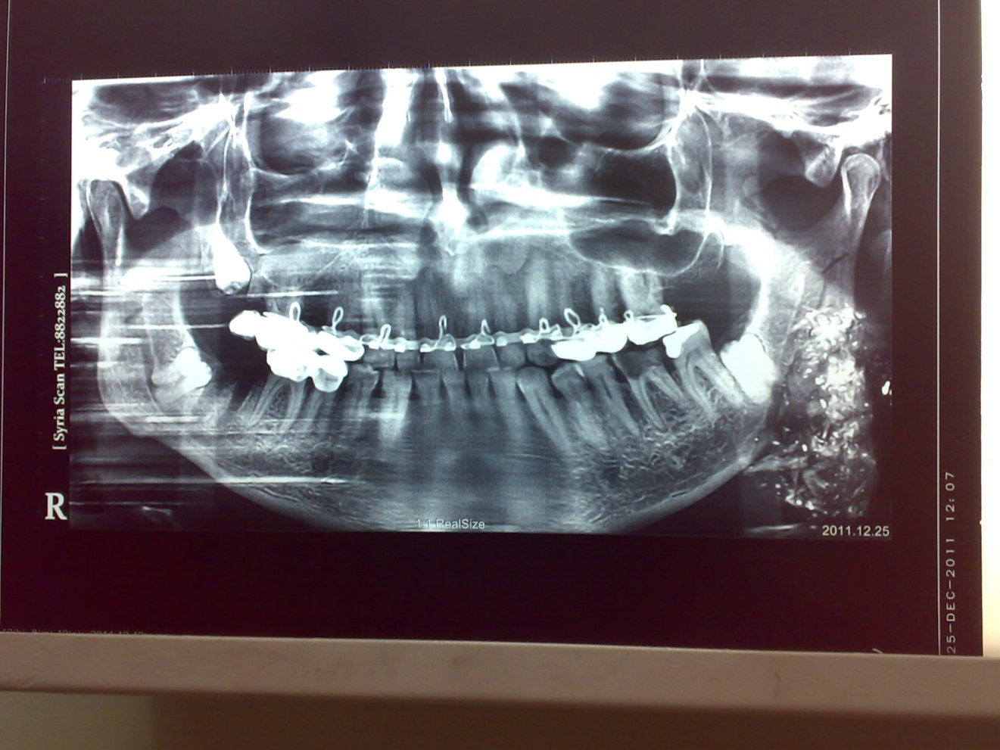 [ Syria Scan TEL:8822882 ]
R
1:1 RealSize
2011.12.25
25-DEC-2011 12:07